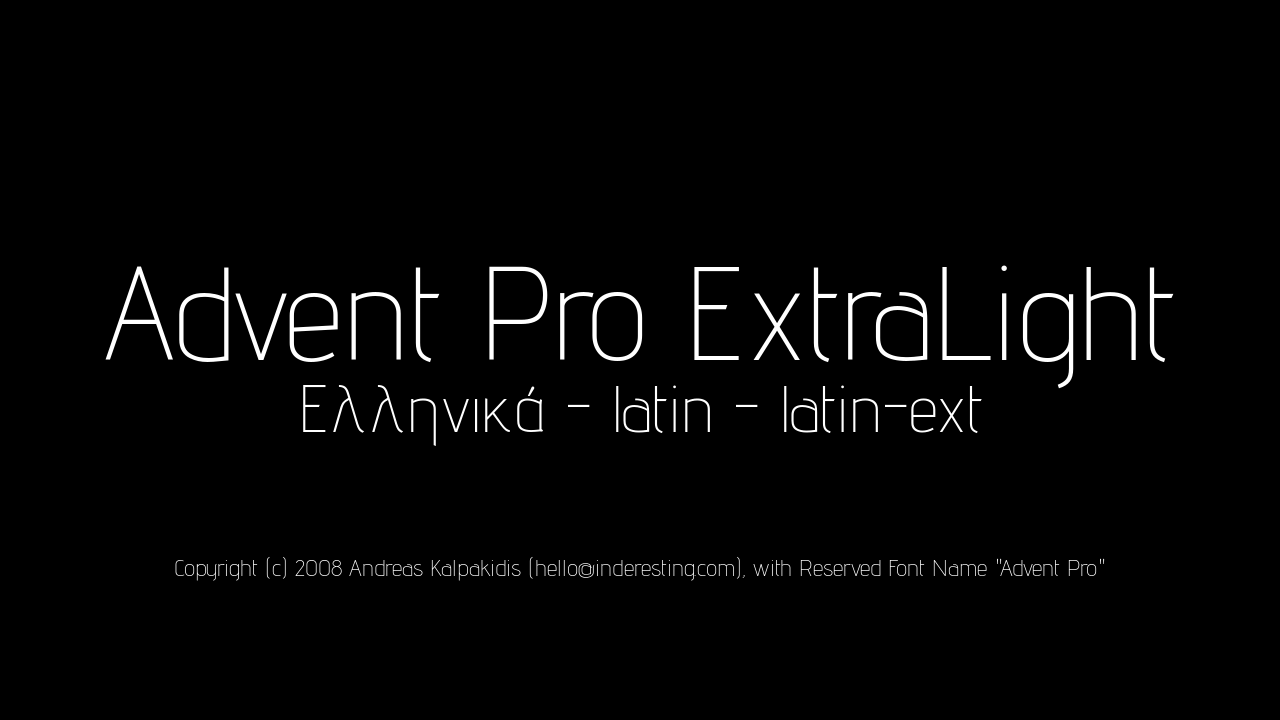 Advent Pro ExtraLight
Ελληνικά - latin - latin-ext
Copyright (c) 2008 Andreas Kalpakidis (hello@inderesting.com), with Reserved Font Name "Advent Pro"